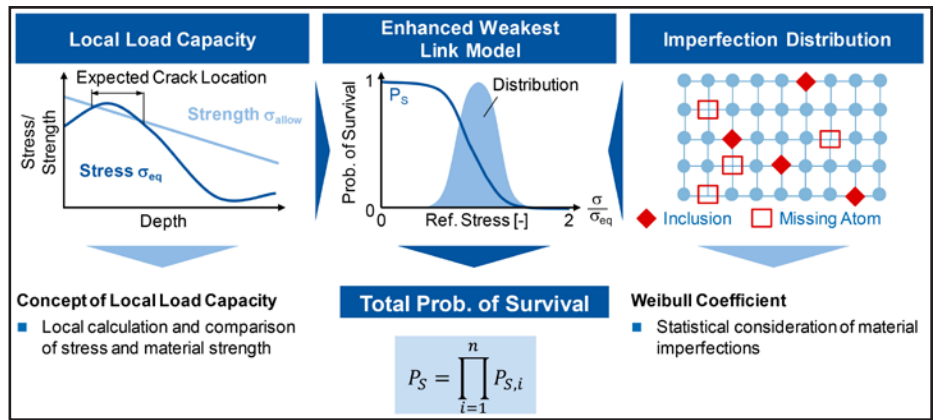 Local Load Capacity
Expected Crack Location
Stress/
Strength
Strength σallow
Stress σeq
Depth
Concept of Local Load Capacity
■ Local calculation and comparison
of stress and material strength
Enhanced Weakest
Link Model
Prob. of Survival
1
0
PS
Distribution
0
Ref. Stress [-]
2
σ
σeq
Total Prob. of Survival
n
PS = ∏ PS,i
i=1
Imperfection Distribution
Inclusion
Missing Atom
Weibull Coefficient
■ Statistical consideration of material
imperfections